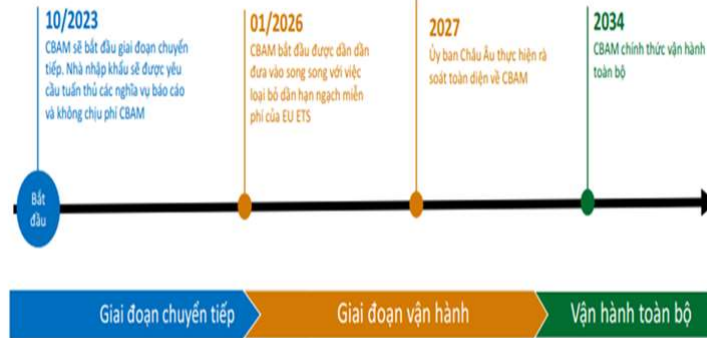 10/2023
CBAM sẽ bắt đầu giai đoạn chuyển
tiếp. Nhà nhập khẩu sẽ được yêu
cầu tuấn thủ các nghĩa vụ báo cáo
và không chịu phí CBAM
01/2026
CBAM bắt đầu được dần dần
đưa vào song song với việc
loại bỏ dần hạn ngạch miễn
phí của EU ETS
2027
Ủy ban Châu Âu thực hiện rà
soát toàn diện về CBAM
2034
CBAM chính thức vận hành
toàn bộ
Bắt
đầu
Giai đoạn chuyển tiếp
Giai đoạn vận hành
Vận hành toàn bộ